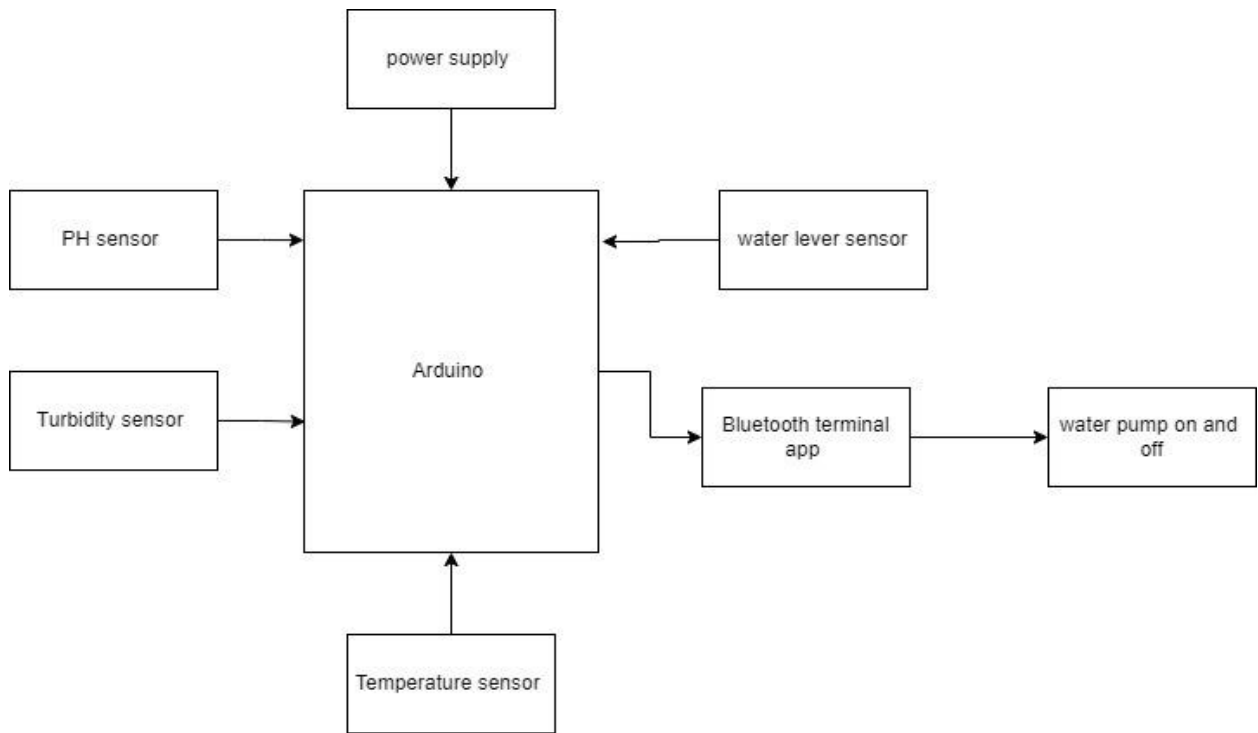 power supply
PH sensor
water lever sensor
Arduino
Turbidity sensor
Bluetooth terminal
app
water pump on and
off
Temperature sensor